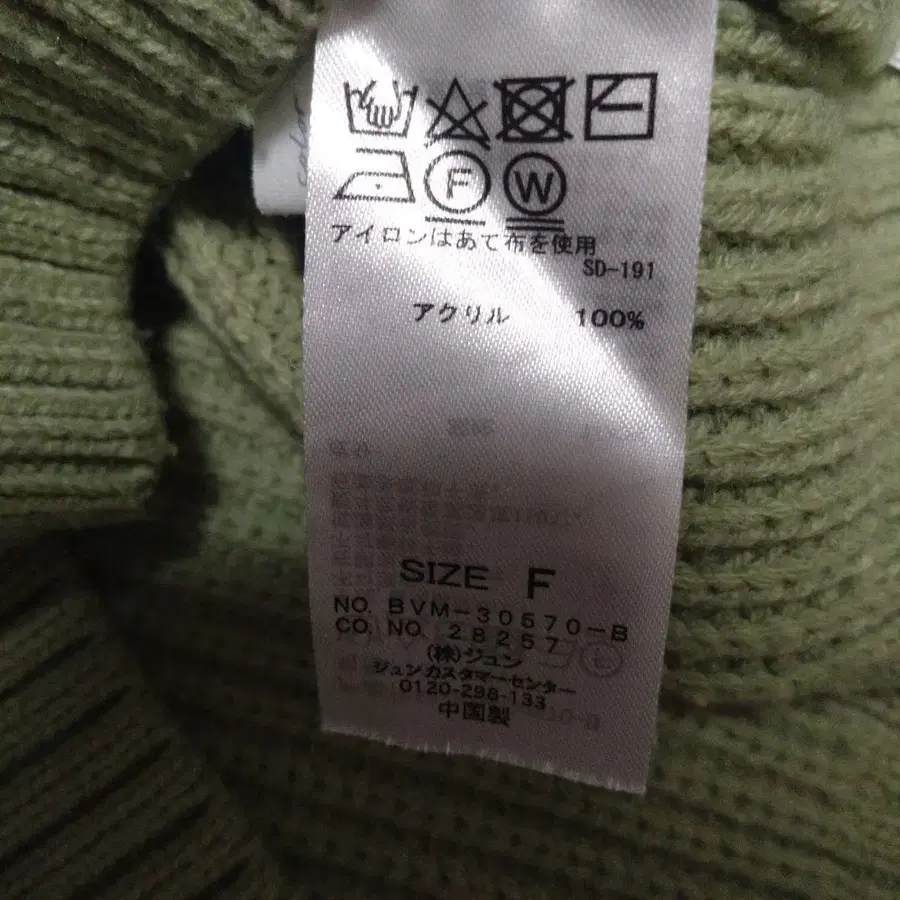 color
F W
アイロンはあて布を使用
SD-191
アクリル 100%
SIZE F
NO. BVM-30570-B
CO. NO. 28257
(株)ジュン
ジュンカスタマーセンター
0120-298-133
中国製